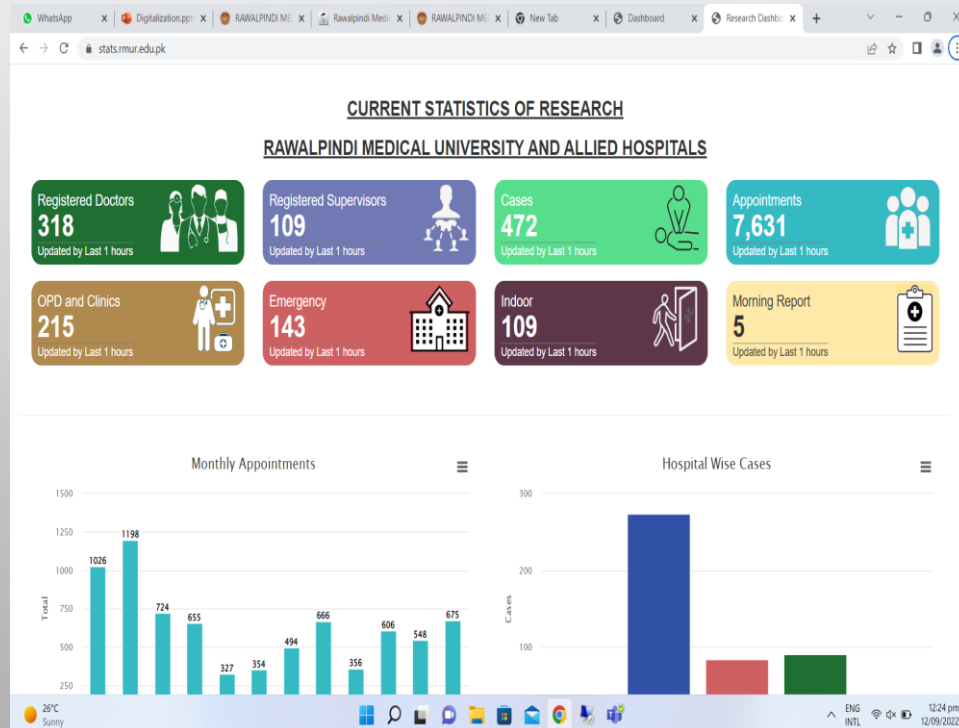 WhatsApp
Digitalization.ppt
RAWALPINDI ME
Rawalpindi Medic
RAWALPINDI ME
New Tab
Dashboard
Research Dashbo
stats.rmur.edu.pk
CURRENT STATISTICS OF RESEARCH
RAWALPINDI MEDICAL UNIVERSITY AND ALLIED HOSPITALS
Registered Doctors
318
Updated by Last 1 hours
Registered Supervisors
109
Updated by Last 1 hours
Cases
472
Updated by Last 1 hours
Appointments
7,631
Updated by Last 1 hours
OPD and Clinics
215
Updated by Last 1 hours
Emergency
143
Updated by Last 1 hours
Indoor
109
Updated by Last 1 hours
Morning Report
5
Updated by Last 1 hours
Monthly Appointments
Total
1500
1250
1000
750
500
250
1026
1198
724
655
327
354
494
666
356
606
548
675
Hospital Wise Cases
Cases
300
200
100
26°C
Sunny
ENG
INTL
12:24 pm
12/09/2022